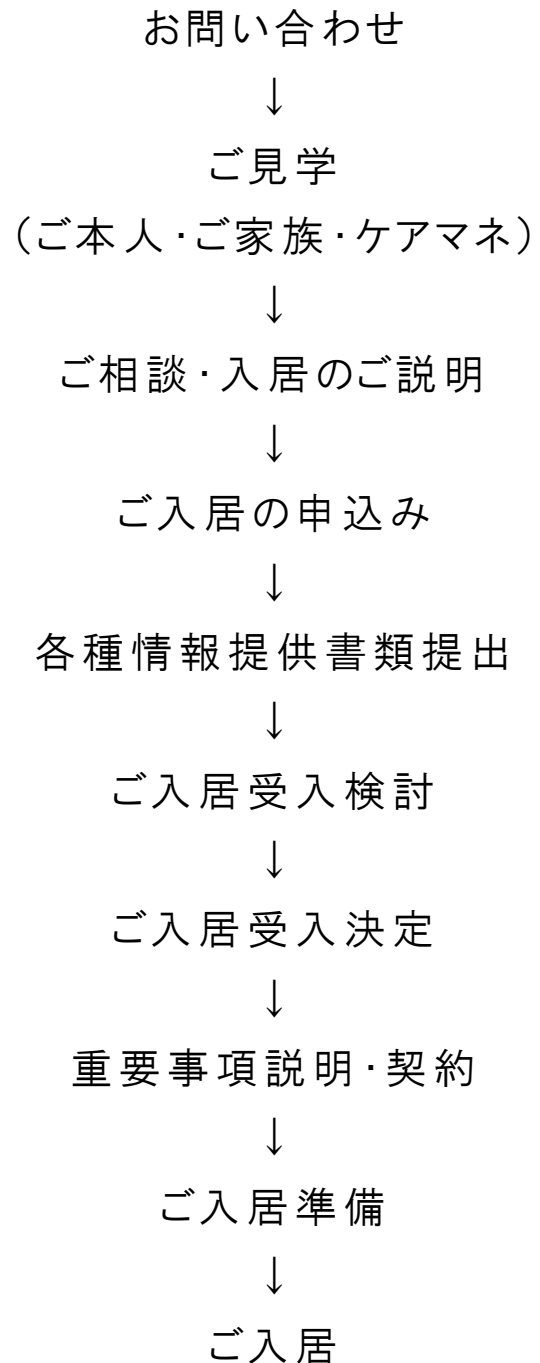 お問い合わせ
↓
ご見学
（ご本人・ご家族・ケアマネ）
↓
ご相談・入居のご説明
↓
ご入居の申込み
↓
各種情報提供書類提出
↓
ご入居受入検討
↓
ご入居受入決定
↓
重要事項説明・契約
↓
ご入居準備
↓
ご入居